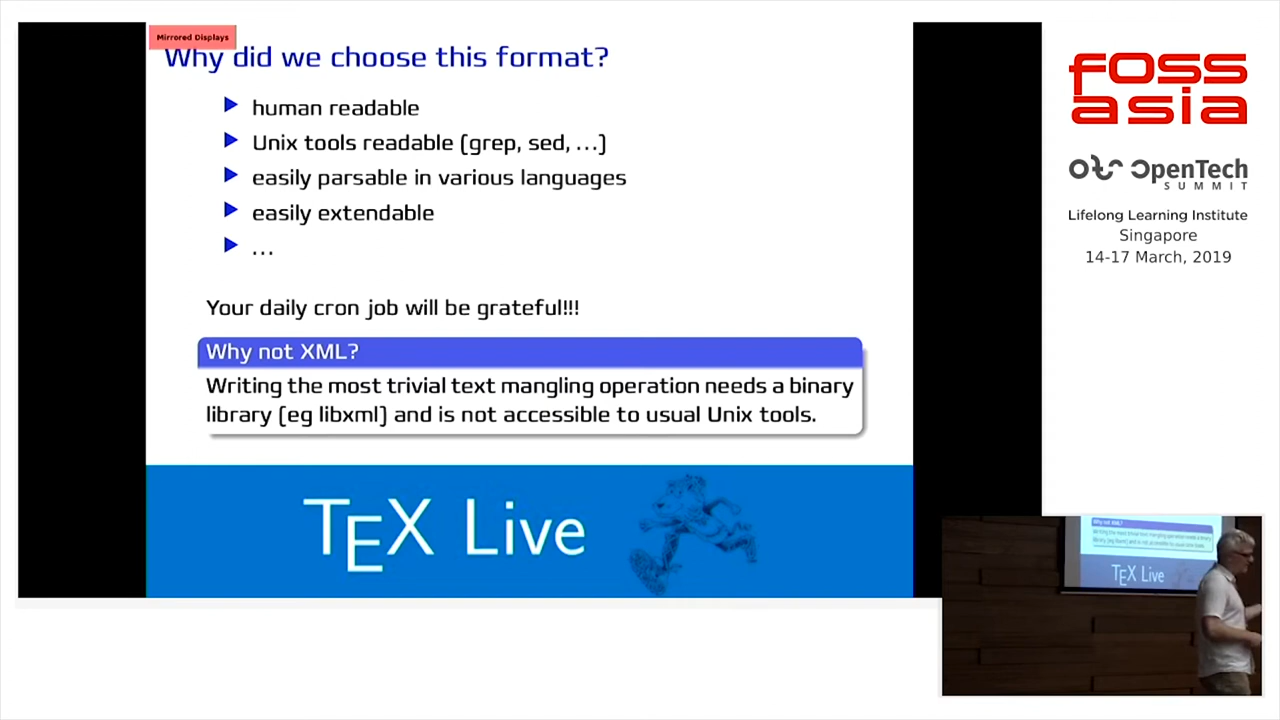 Mirrored Displays
Why did we choose this format?
human readable
Unix tools readable (grep, sed, ...)
easily parsable in various languages
easily extendable
...
Your daily cron job will be grateful!!!
Why not XML?
Writing the most trivial text mangling operation needs a binary
library (eg libxml) and is not accessible to usual Unix tools.
TEX Live
fOSS
asia
OpenTech
SUMMIT
Lifelong Learning Institute
Singapore
14-17 March, 2019
Why not XML?
TEX Live